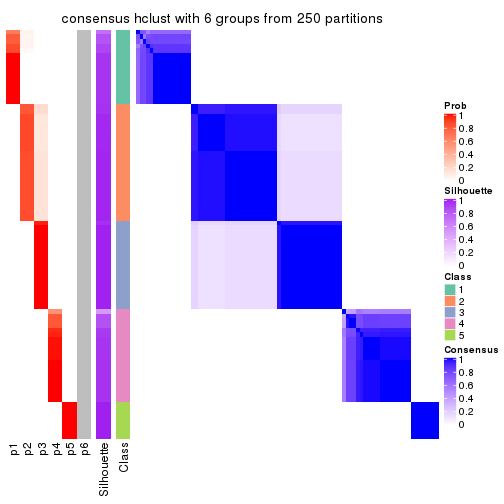 consensus hclust with 6 groups from 250 partitions
Prob
1
0.8
0.6
0.4
0.2
0
Silhouette
1
0.8
0.6
0.4
0.2
0
Class
1
2
3
4
5
Consensus
1
0.8
0.6
0.4
0.2
0
p1
p2
p3
p4
p5
p6
Silhouette
Class